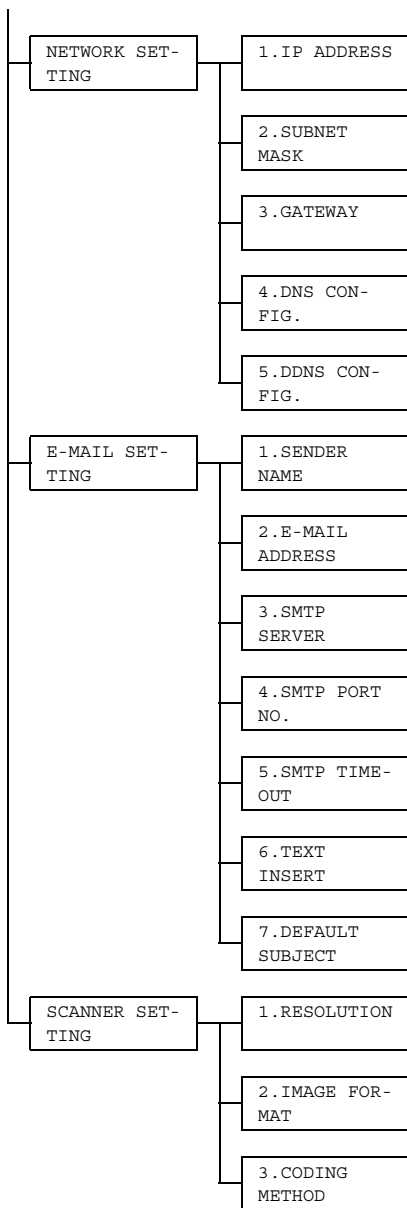 NETWORK SET-
TING
1.IP ADDRESS
2.SUBNET
MASK
3.GATEWAY
4.DNS CON-
FIG.
5.DDNS CON-
FIG.
E-MAIL SET-
TING
1.SENDER
NAME
2.E-MAIL
ADDRESS
3.SMTP
SERVER
4.SMTP PORT
NO.
5.SMTP TIME-
OUT
6.TEXT
INSERT
7.DEFAULT
SUBJECT
SCANNER SET-
TING
1.RESOLUTION
2.IMAGE FOR-
MAT
3.CODING
METHOD